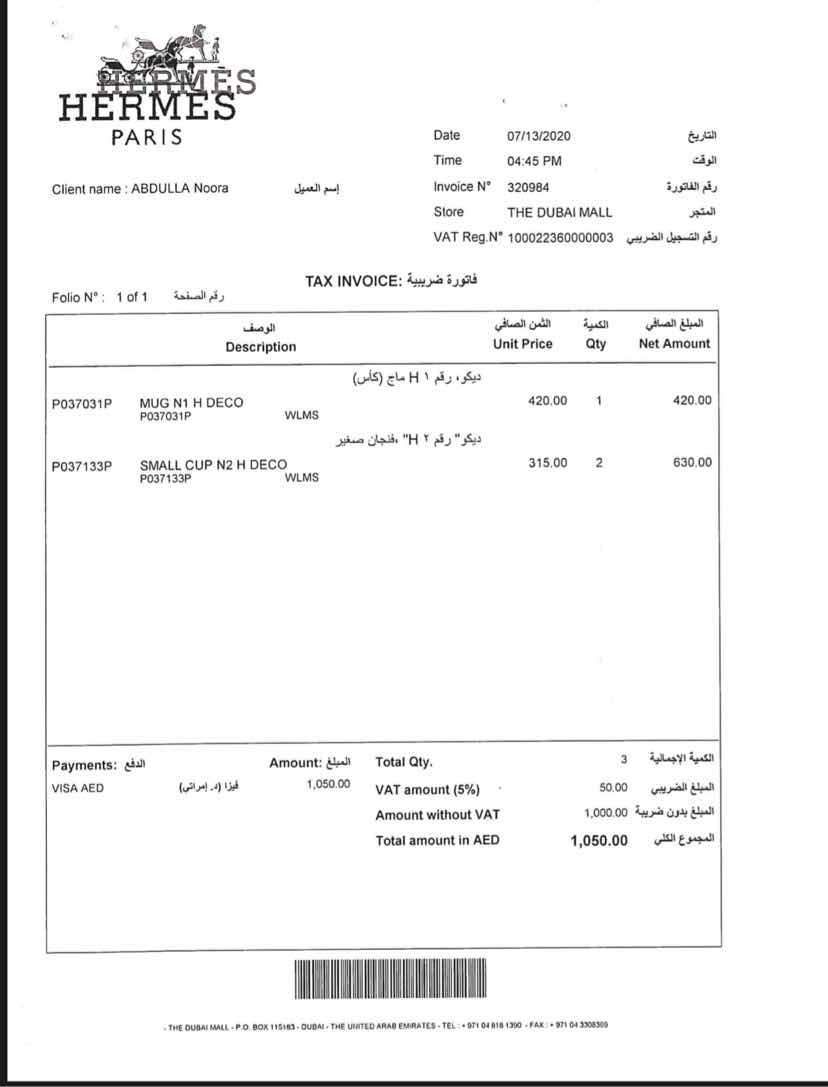 HERMES
HERMES
PARIS
Date 07/13/2020 التاريخ
Time 04:45 PM الوقت
Client name : ABDULLA Noora إسم العميل
Invoice N° 320984 رقم الفاتورة
Store THE DUBAI MALL المتجر
VAT Reg.N° 100022360000003 رقم التسجيل الضريبي
TAX INVOICE: فاتورة ضريبية
Folio N° : 1 of 1 رقم الصفحة
الوصف الثمن الصافي الكمية المبلغ الصافي
Description Unit Price Qty Net Amount
ديكو، رقم ١ H ماج (كأس)
P037031P MUG N1 H DECO 420.00 1 420.00
P037031P WLMS
ديكو" رقم ٢ H" ،فنجان صغير
P037133P SMALL CUP N2 H DECO 315.00 2 630.00
P037133P WLMS
Payments: الدفع Amount: المبلغ Total Qty. 3 الكمية الإجمالية
VISA AED فيزا (د. إمراتي) 1,050.00 VAT amount (5%) 50.00 المبلغ الضريبي
Amount without VAT 1,000.00 المبلغ بدون ضريبة
Total amount in AED 1,050.00 المجموع الكلي
- THE DUBAI MALL - P.O. BOX 115163 - DUBAI - THE UNITED ARAB EMIRATES - TEL : + 971 04 818 1390 - FAX : + 971 04 3308309